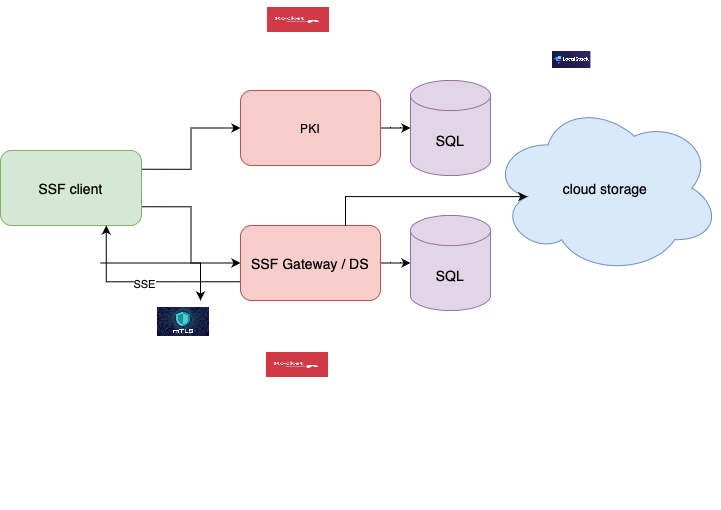 Rocket
LocalStack
PKI
SQL
SSF client
cloud storage
SSF Gateway / DS
SQL
SSE
mTLS
Rocket